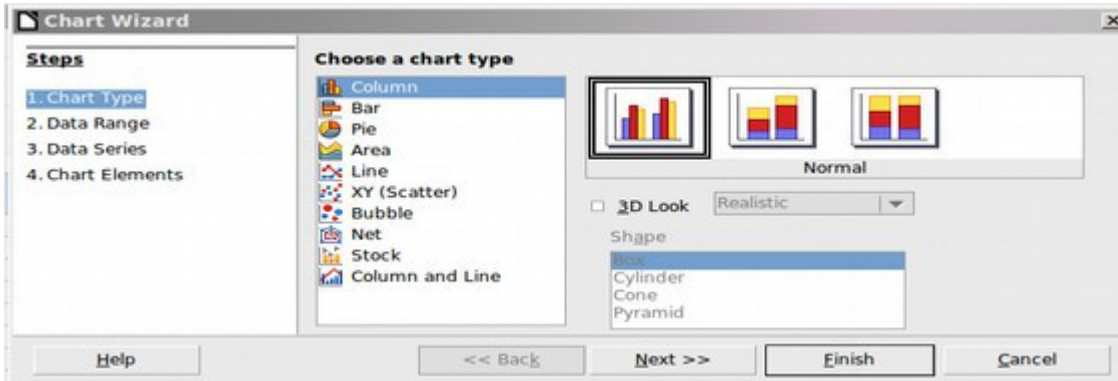 Chart Wizard
Steps
1. Chart Type
2. Data Range
3. Data Series
4. Chart Elements
Choose a chart type
Column
Bar
Pie
Area
Line
XY (Scatter)
Bubble
Net
Stock
Column and Line
Normal
3D Look Realistic
Shape
Box
Cylinder
Cone
Pyramid
Help << Back Next >> Finish Cancel